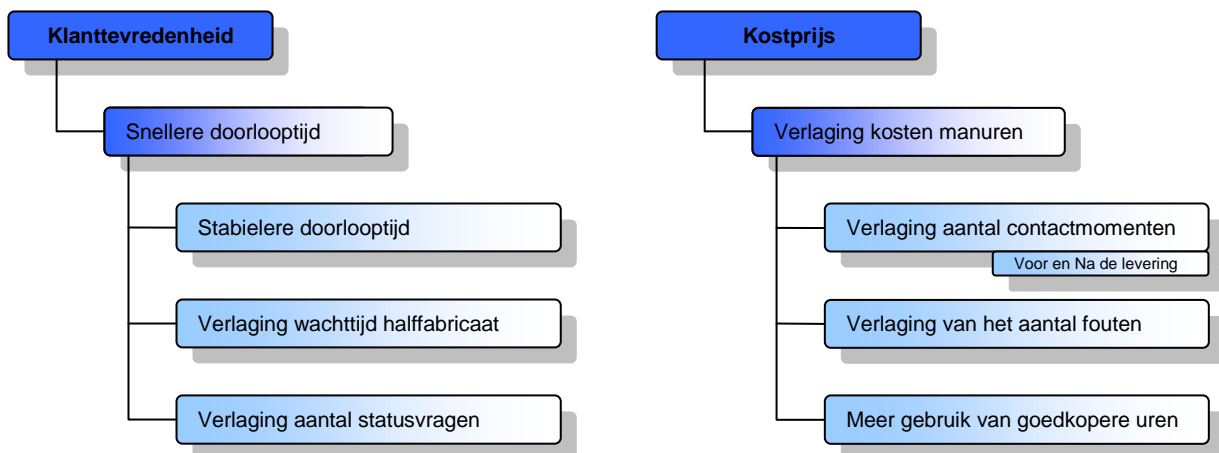 Klanttevredenheid
Snellere doorlooptijd
Stabielere doorlooptijd
Verlaging wachttijd halffabricaat
Verlaging aantal statusvragen
Kostprijs
Verlaging kosten manuren
Verlaging aantal contactmomenten
Voor en Na de levering
Verlaging van het aantal fouten
Meer gebruik van goedkopere uren